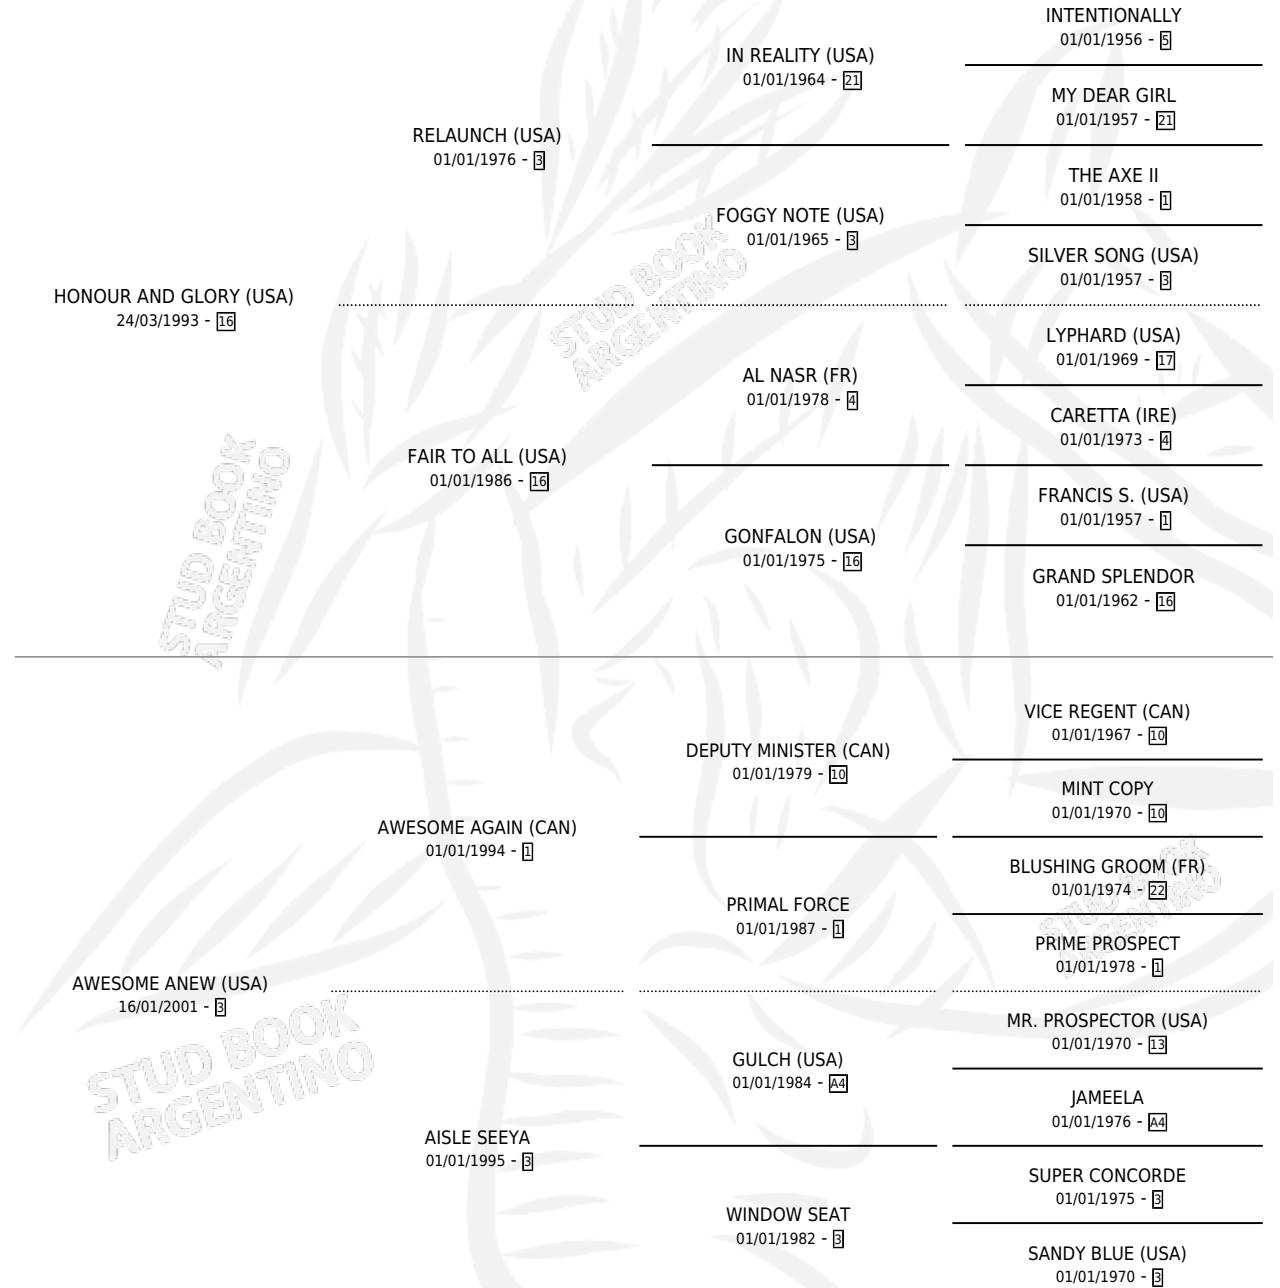 INTENTIONALLY
01/01/1956 - 5
IN REALITY (USA)
01/01/1964 - 21
MY DEAR GIRL
01/01/1957 - 21
RELAUNCH (USA)
01/01/1976 - 3
THE AXE II
01/01/1958 - 1
FOGGY NOTE (USA)
01/01/1965 - 3
SILVER SONG (USA)
01/01/1957 - 3
HONOUR AND GLORY (USA)
24/03/1993 - 16
LYPHARD (USA)
01/01/1969 - 17
AL NASR (FR)
01/01/1978 - 4
CARETTA (IRE)
01/01/1973 - 4
FAIR TO ALL (USA)
01/01/1986 - 16
FRANCIS S. (USA)
01/01/1957 - 1
GONFALON (USA)
01/01/1975 - 16
GRAND SPLENDOR
01/01/1962 - 16
VICE REGENT (CAN)
01/01/1967 - 10
DEPUTY MINISTER (CAN)
01/01/1979 - 10
MINT COPY
01/01/1970 - 10
AWESOME AGAIN (CAN)
01/01/1994 - 1
BLUSHING GROOM (FR)
01/01/1974 - 22
PRIMAL FORCE
01/01/1987 - 1
PRIME PROSPECT
01/01/1978 - 1
AWESOME ANEW (USA)
16/01/2001 - 3
MR. PROSPECTOR (USA)
01/01/1970 - 13
GULCH (USA)
01/01/1984 - A4
JAMEELA
01/01/1976 - A4
AISLE SEEYA
01/01/1995 - 3
SUPER CONCORDE
01/01/1975 - 3
WINDOW SEAT
01/01/1982 - 3
SANDY BLUE (USA)
01/01/1970 - 3
STUD BOOK
ARGENTINO
STUD BOOK
ARGENTINO
STUD BOOK
ARGENTINO
STUD BOOK
ARGENTINO